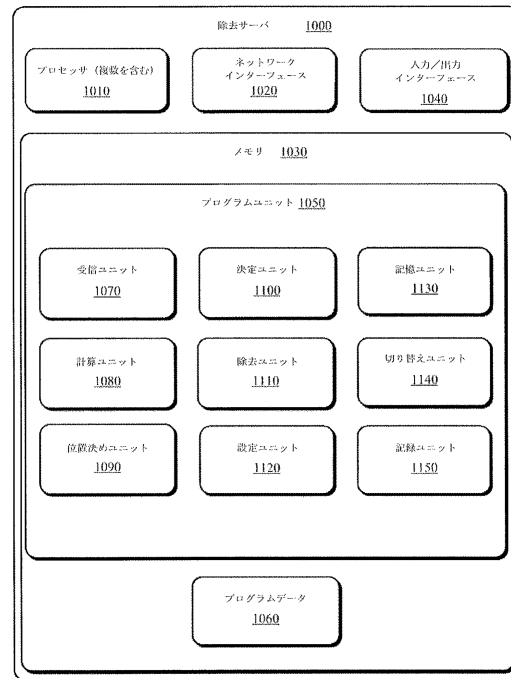 除去サーバ 1000
プロセッサ (複数を含む)
1010
ネットワーク
インターフェース
1020
入力/出力
インターフェース
1040
メモリ 1030
プログラムユニット 1050
受信ユニット
1070
決定ユニット
1100
記憶ユニット
1130
計算ユニット
1080
除去ユニット
1110
切り替えユニット
1140
位置決めユニット
1090
設定ユニット
1120
記録ユニット
1150
プログラムデータ
1060